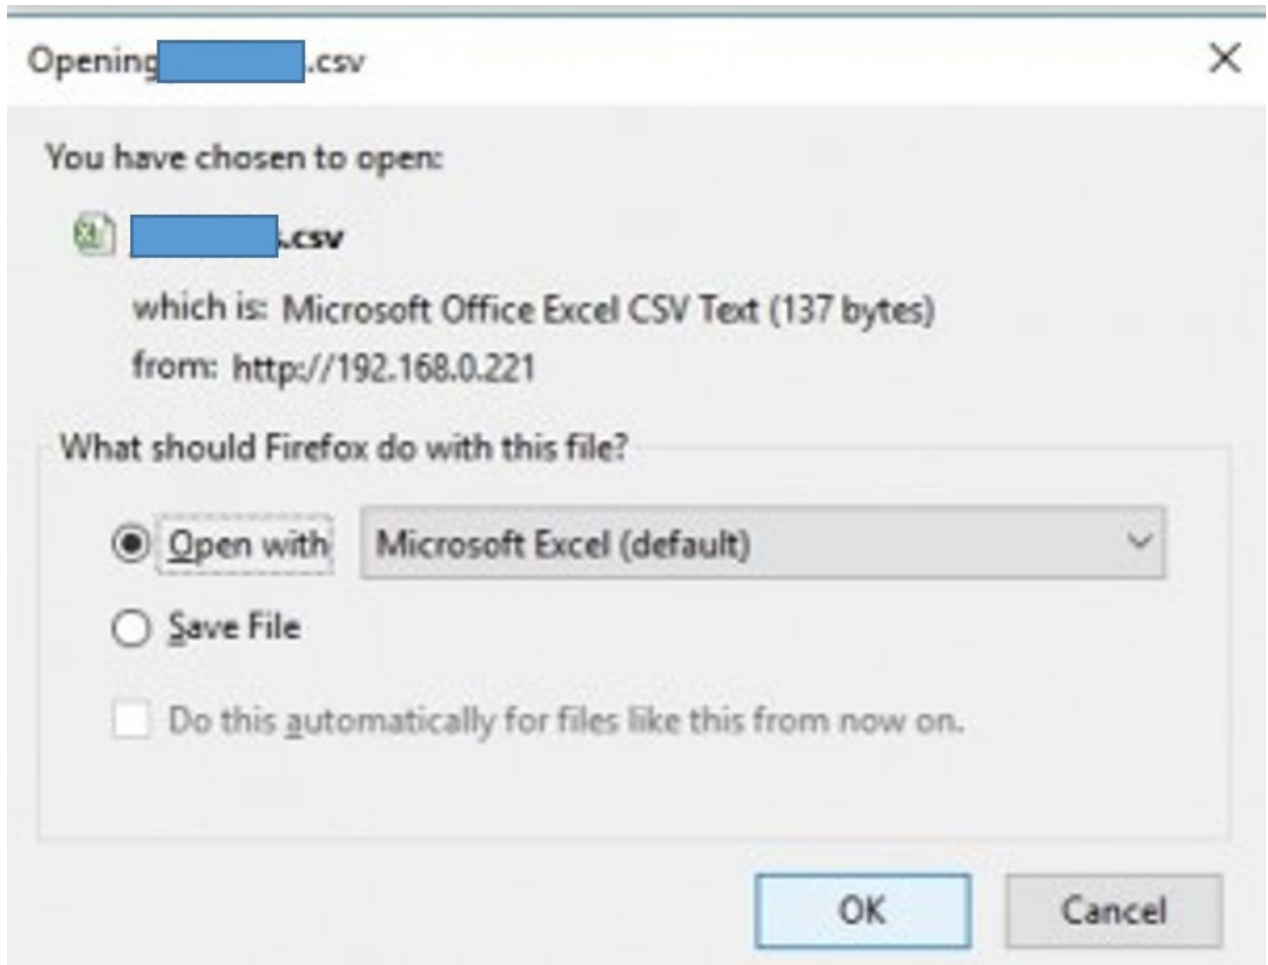 Opening .csv
You have chosen to open:
.csv
which is: Microsoft Office Excel CSV Text (137 bytes)
from: http://192.168.0.221
What should Firefox do with this file?
Open with Microsoft Excel (default)
Save File
Do this automatically for files like this from now on.
OK Cancel